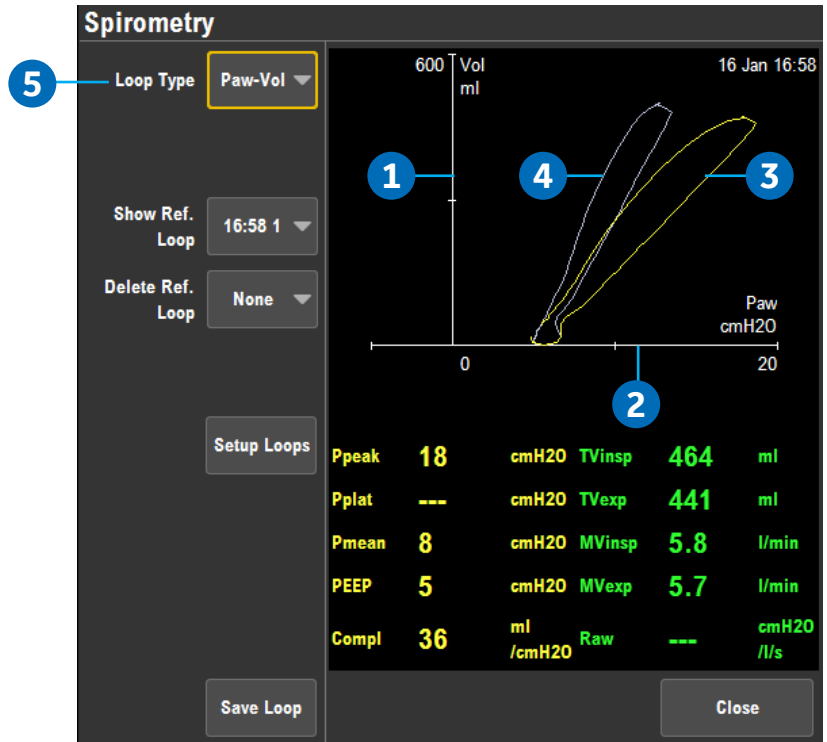 Spirometry
5
Loop Type
Paw-Vol
Show Ref.
Loop
16:58 1
Delete Ref.
Loop
None
Setup Loops
Save Loop
600 Vol
ml
16 Jan 16:58
1
4
3
Paw
cmH2O
0
20
2
Ppeak 18 cmH2O TVinsp 464 ml
Pplat --- cmH2O TVexp 441 ml
Pmean 8 cmH2O MVinsp 5.8 l/min
PEEP 5 cmH2O MVexp 5.7 l/min
Compl 36 ml
/cmH2O Raw --- cmH2O
/l/s
Close